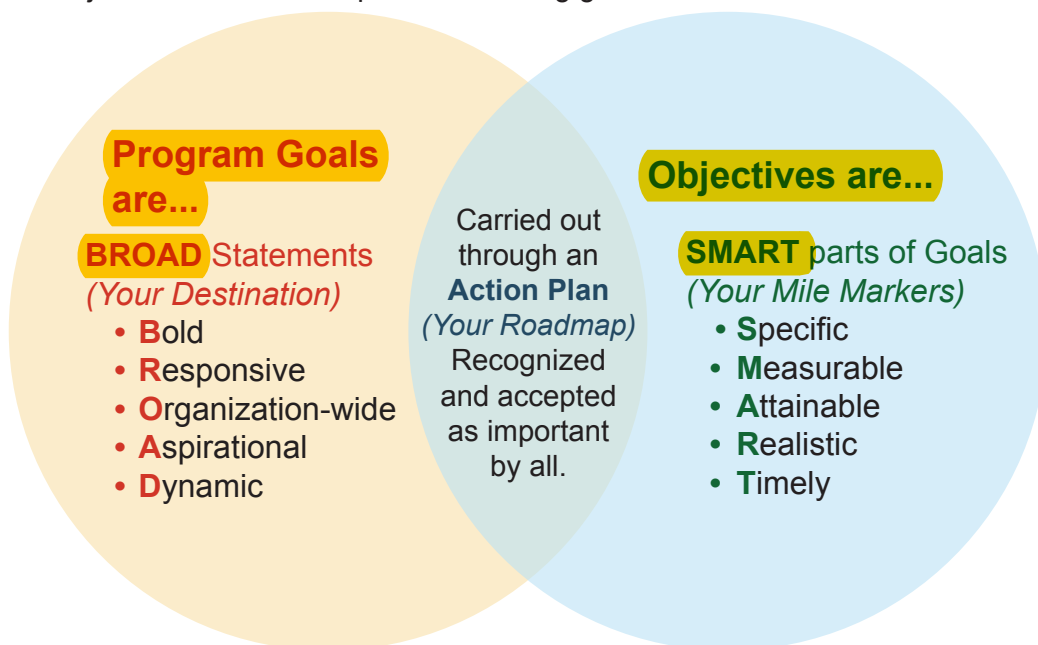 Program Goals
are...
BROAD Statements
(Your Destination)
• Bold
• Responsive
• Organization-wide
• Aspirational
• Dynamic
Carried out
through an
Action Plan
(Your Roadmap)
Recognized
and accepted
as important
by all.
Objectives are...
SMART parts of Goals
(Your Mile Markers)
• Specific
• Measurable
• Attainable
• Realistic
• Timely